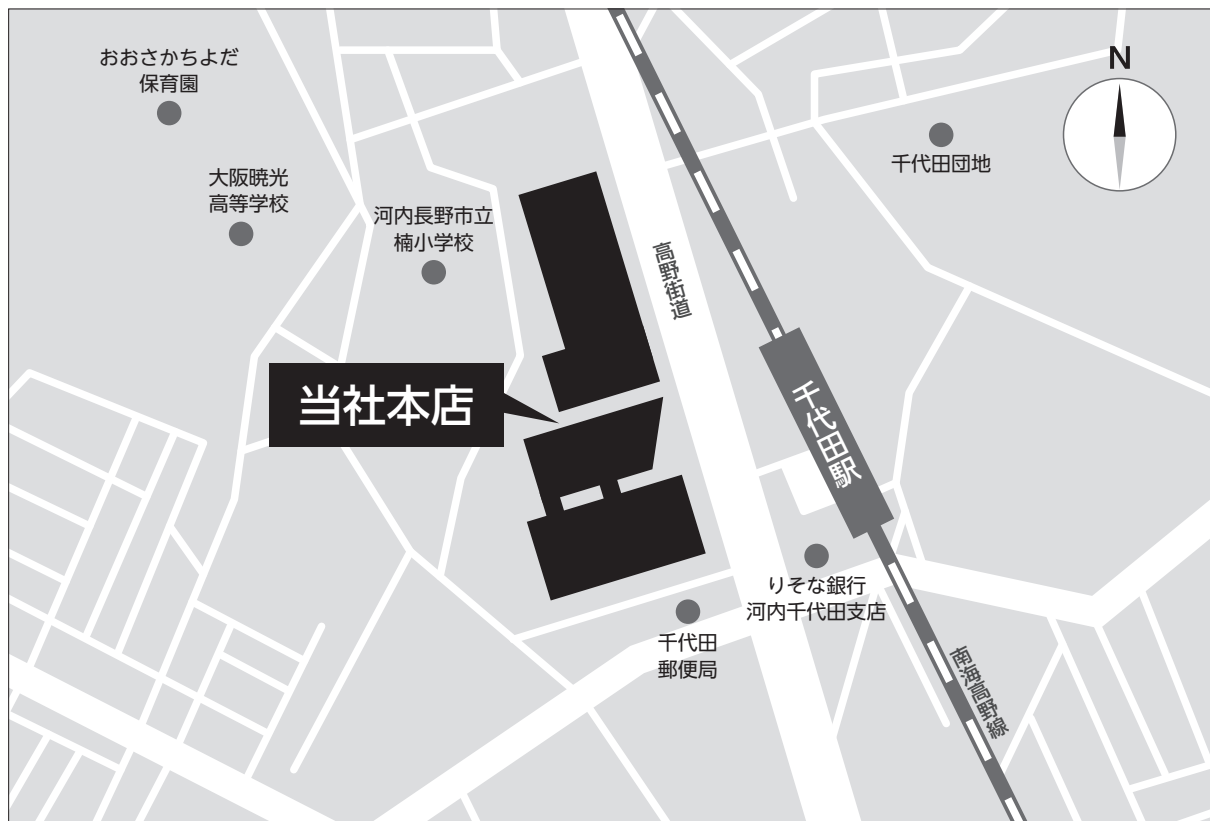 おおさかちよだ
保育園
N
千代田団地
大阪暁光
高等学校
河内長野市立
楠小学校
高野街道
当社本店
千代田駅
りそな銀行
河内千代田支店
千代田
郵便局
南海高野線